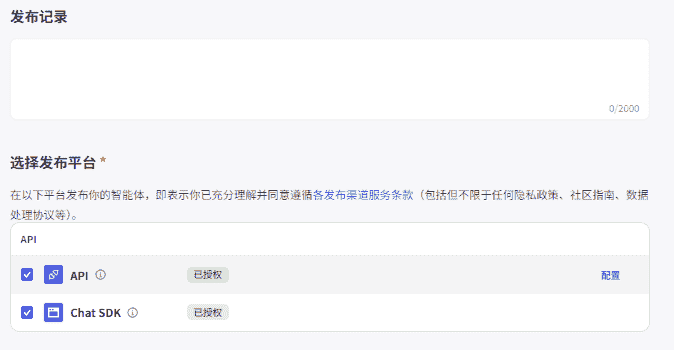 发布记录
0/2000
选择发布平台 *
在以下平台发布你的智能体，即表示你已充分理解并同意遵循各发布渠道服务条款（包括但不限于任何隐私政策、社区指南、数据
处理协议等）。
API
API 已授权 配置
Chat SDK 已授权